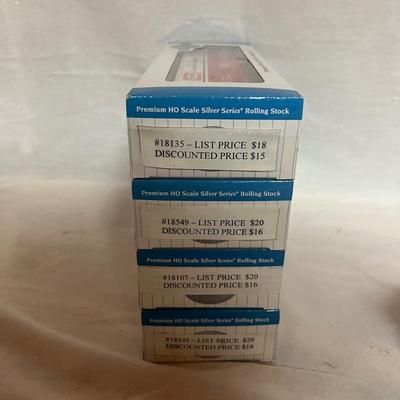 Premium HO Scale Silver Series® Rolling Stock
#18135 – LIST PRICE $18
DISCOUNTED PRICE $15
Premium HO Scale Silver Series® Rolling Stock
#18549 – LIST PRICE $20
DISCOUNTED PRICE $16
Premium HO Scale Silver Series® Rolling Stock
#18107 – LIST PRICE $20
DISCOUNTED PRICE $16
Premium HO Scale Silver Series® Rolling Stock
#18549 – LIST PRICE $20
DISCOUNTED PRICE $16